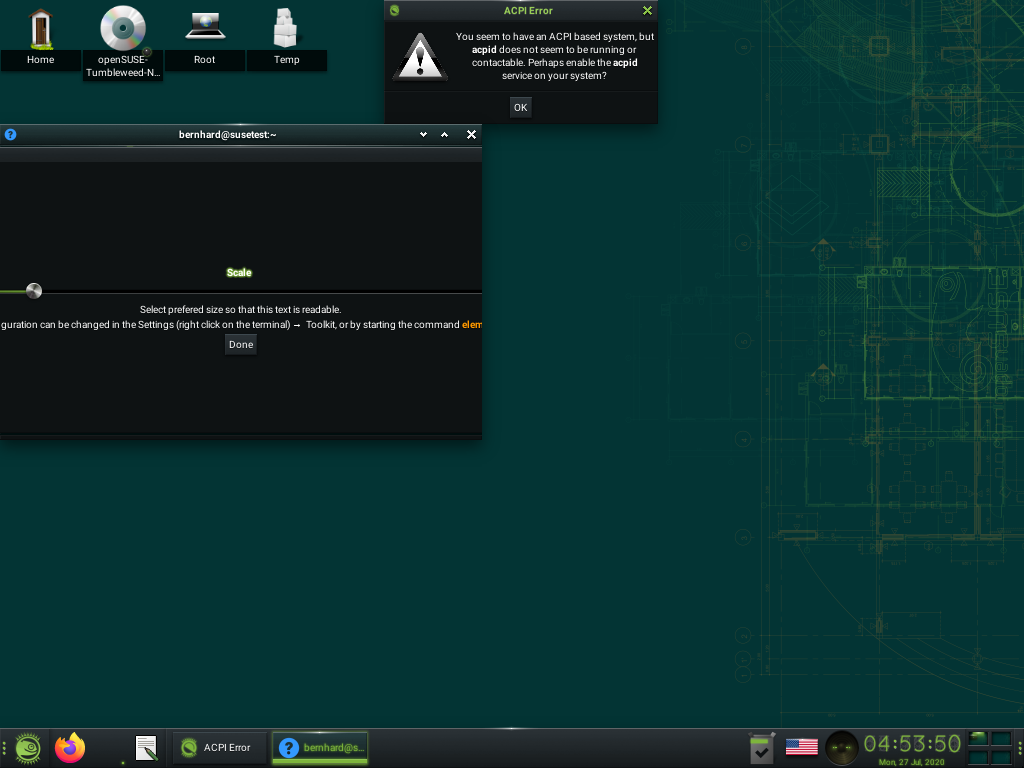 Home
openSUSE-
Tumbleweed-N...
Root
Temp
ACPI Error
You seem to have an ACPI based system, but
acpid does not seem to be running or
contactable. Perhaps enable the acpid
service on your system?
OK
bernhard@susetest:~
Scale
Select prefered size so that this text is readable.
guration can be changed in the Settings (right click on the terminal) → Toolkit, or by starting the command elem
Done
ACPI Error
bernhard@s...
04:53:50
Mon, 27 Jul, 2020